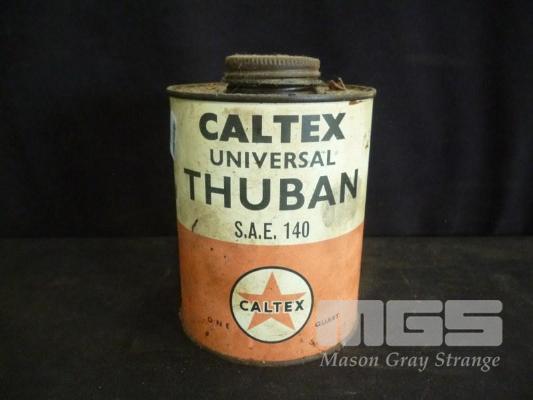 CALTEX
UNIVERSAL
THUBAN
S.A.E. 140
CALTEX
ONE QUART
MGS
Mason Gray Strange